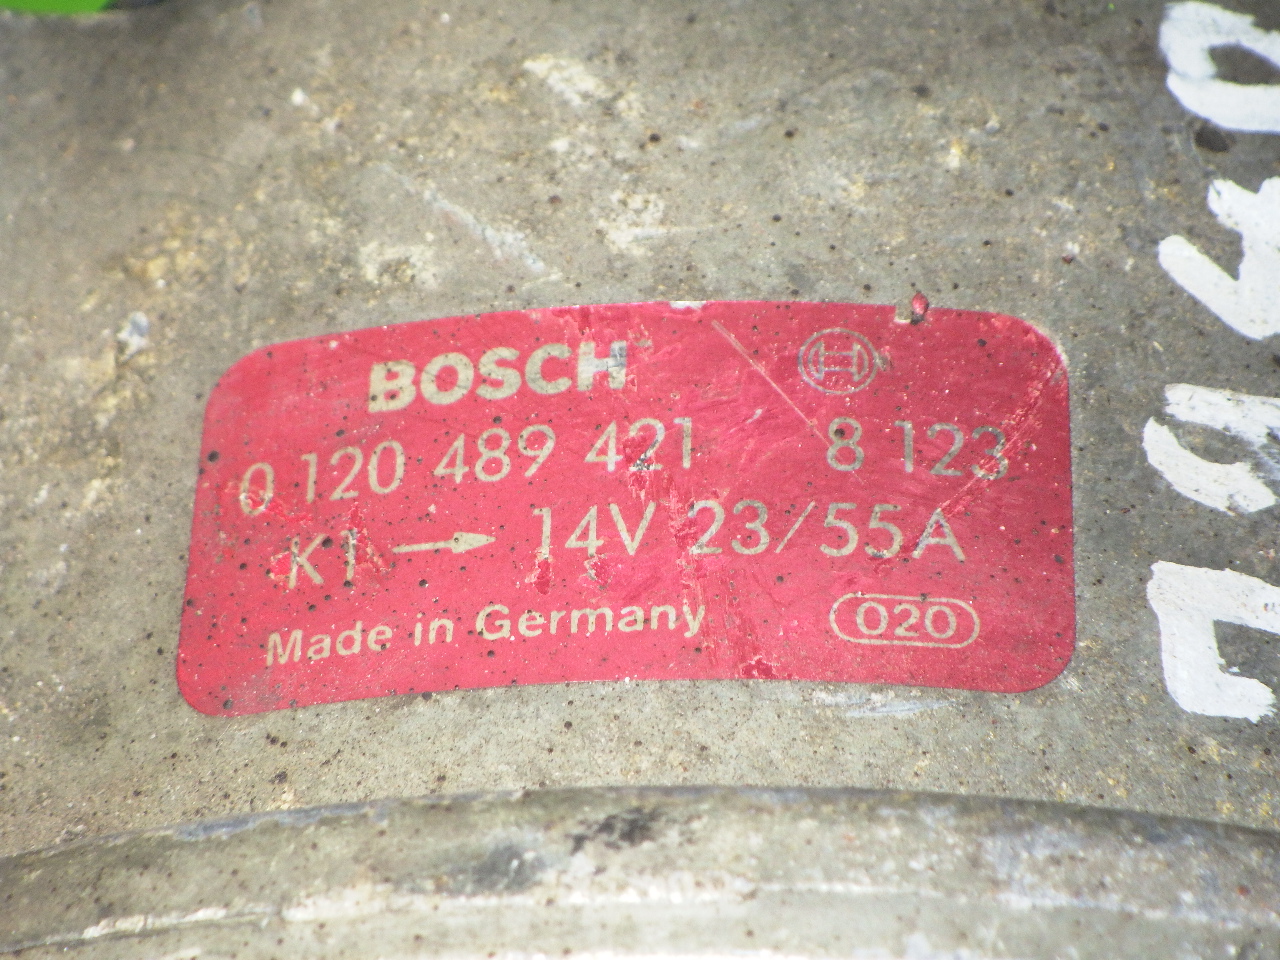 BOSCH
0 120 489 421 8 123
K1 → 14V 23/55A
Made in Germany 020